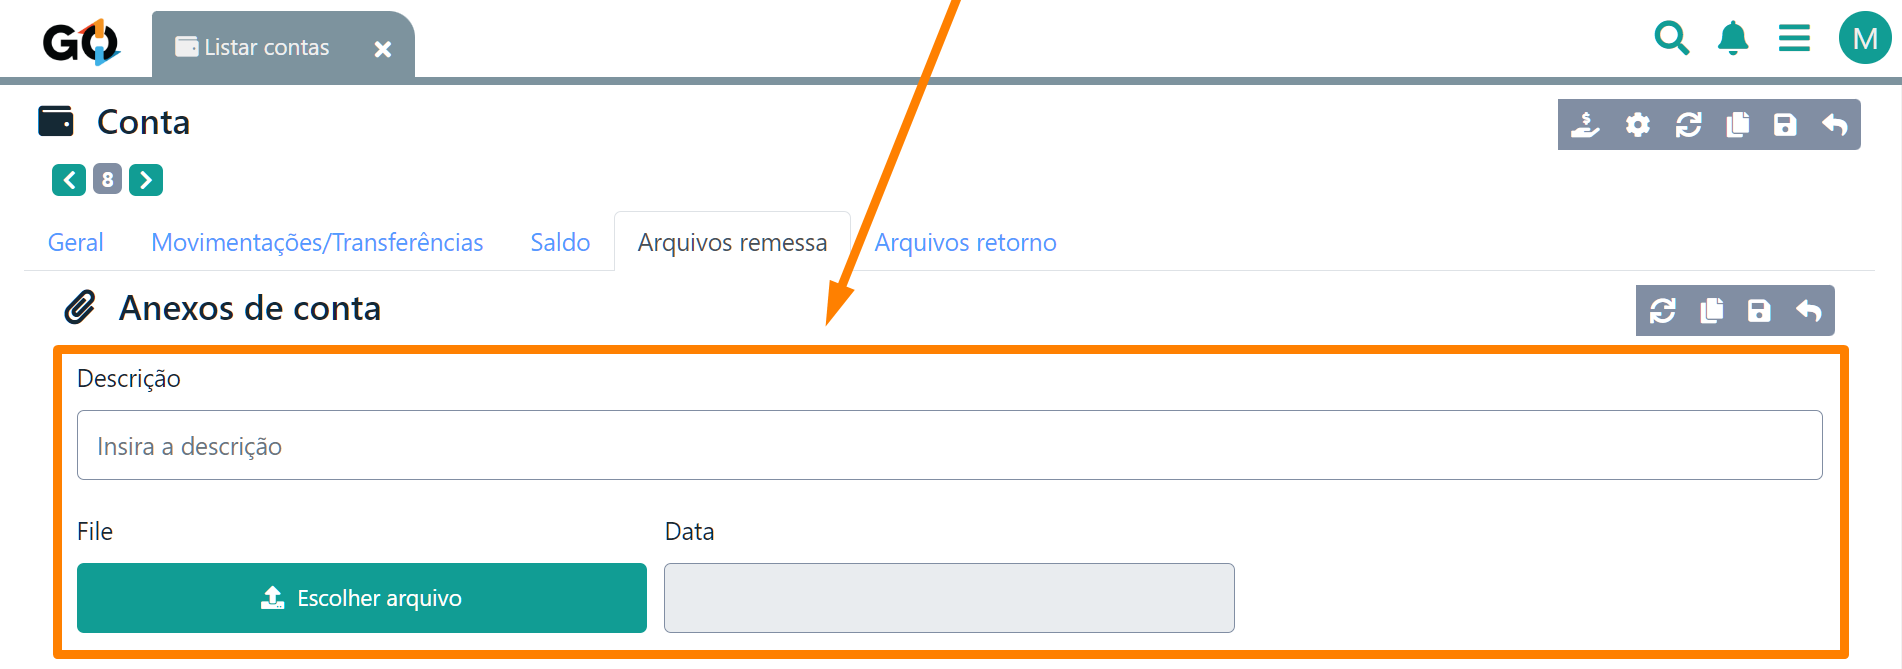 GQ
Listar contas
M
Conta
8
Geral Movimentações/Transferências Saldo Arquivos remessa Arquivos retorno
Anexos de conta
Descrição
Insira a descrição
File Data
Escolher arquivo